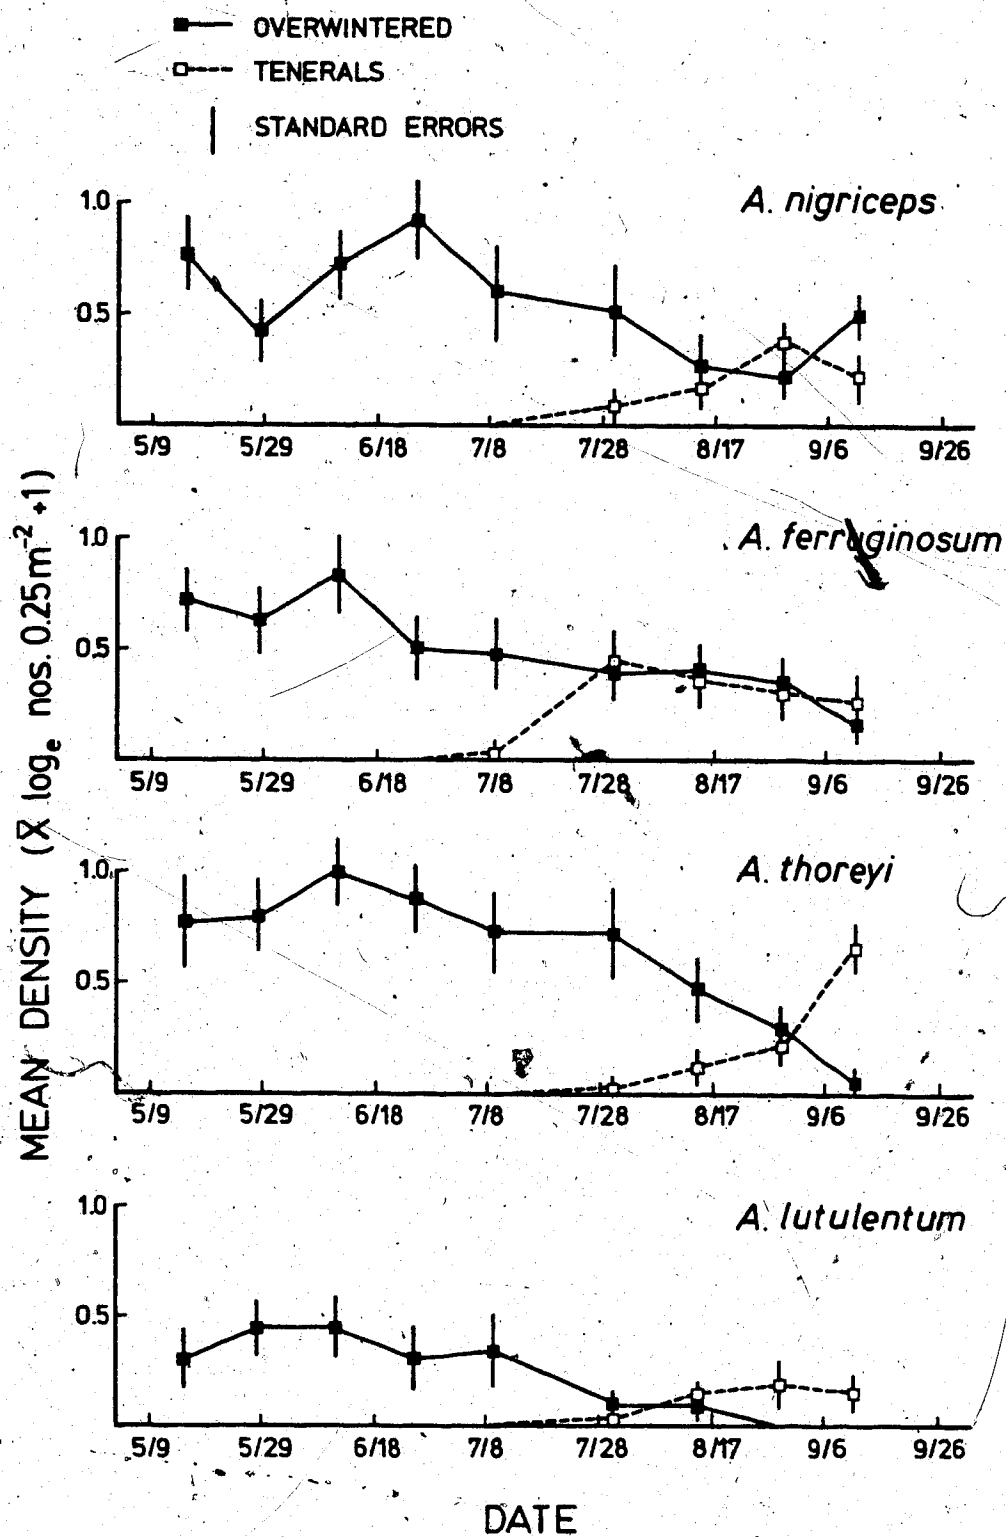 OVERWINTERED
TENERALS
STANDARD ERRORS
MEAN DENSITY (X̄ logₑ nos. 0.25m⁻² +1)
A. nigriceps
1.0
0.5
5/9 5/29 6/18 7/8 7/28 8/17 9/6 9/26
A. ferruginosum
1.0
0.5
5/9 5/29 6/18 7/8 7/28 8/17 9/6 9/26
A. thoreyi
1.0
0.5
5/9 5/29 6/18 7/8 7/28 8/17 9/6 9/26
A. lutulentum
1.0
0.5
5/9 5/29 6/18 7/8 7/28 8/17 9/6 9/26
DATE